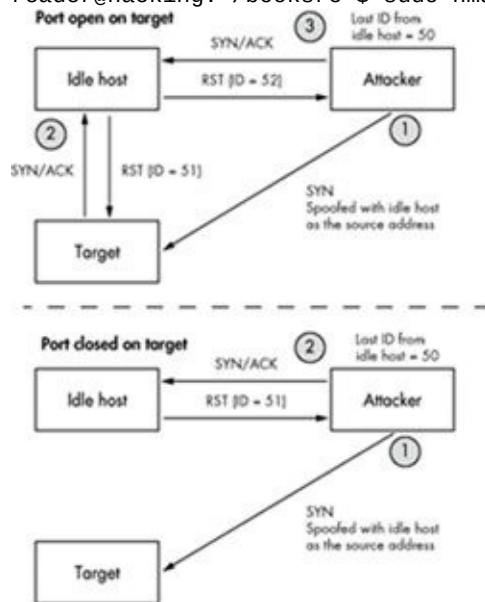 Port open on target
3
Last ID from
idle host = 50
SYN/ACK
Idle host
RST [ID = 52]
Attacker
2
1
SYN/ACK
RST [ID = 51]
SYN
Spoofed with idle host
as the source address
Target
Port closed on target
2
Last ID from
idle host = 50
SYN/ACK
Idle host
RST [ID = 51]
Attacker
1
SYN
Spoofed with idle host
as the source address
Target